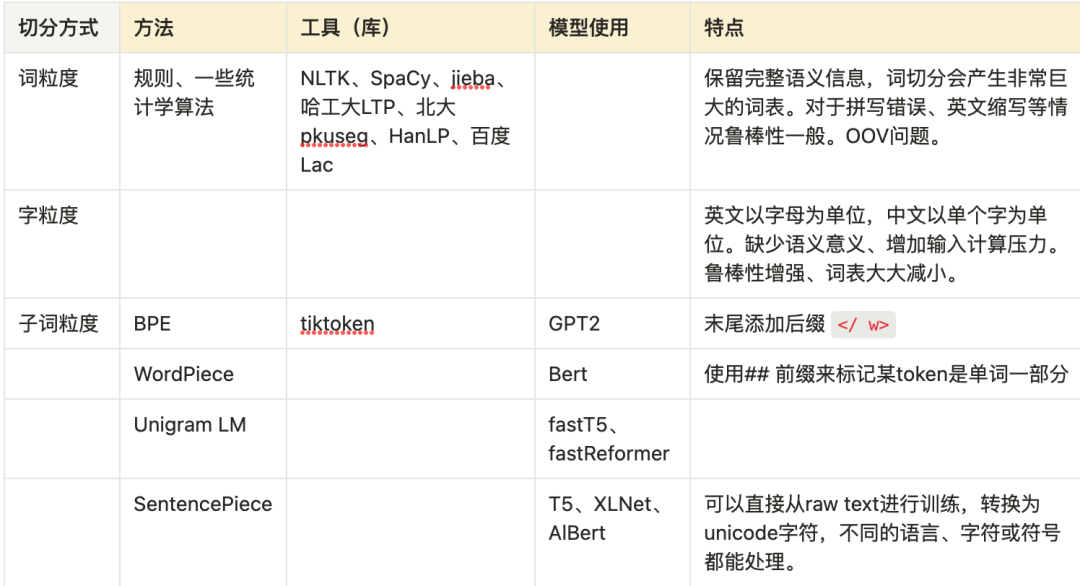 切分方式 方法 工具（库） 模型使用 特点
词粒度 规则、一些统 NLTK、SpaCy、jieba、 保留完整语义信息，词切分会产生非常巨
计学算法 哈工大LTP、北大 大的词表。对于拼写错误、英文缩写等情
pkuseg、HanLP、百度 况鲁棒性一般。OOV问题。
Lac
字粒度 英文以字母为单位，中文以单个字为单
位。缺少语义意义、增加输入计算压力。
鲁棒性增强、词表大大减小。
子词粒度 BPE tiktoken GPT2 末尾添加后缀 </ w>
WordPiece Bert 使用## 前缀来标记某token是单词一部分
Unigram LM fastT5、
fastReformer
SentencePiece T5、XLNet、 可以直接从raw text进行训练，转换为
AlBert unicode字符，不同的语言、字符或符号
都能处理。